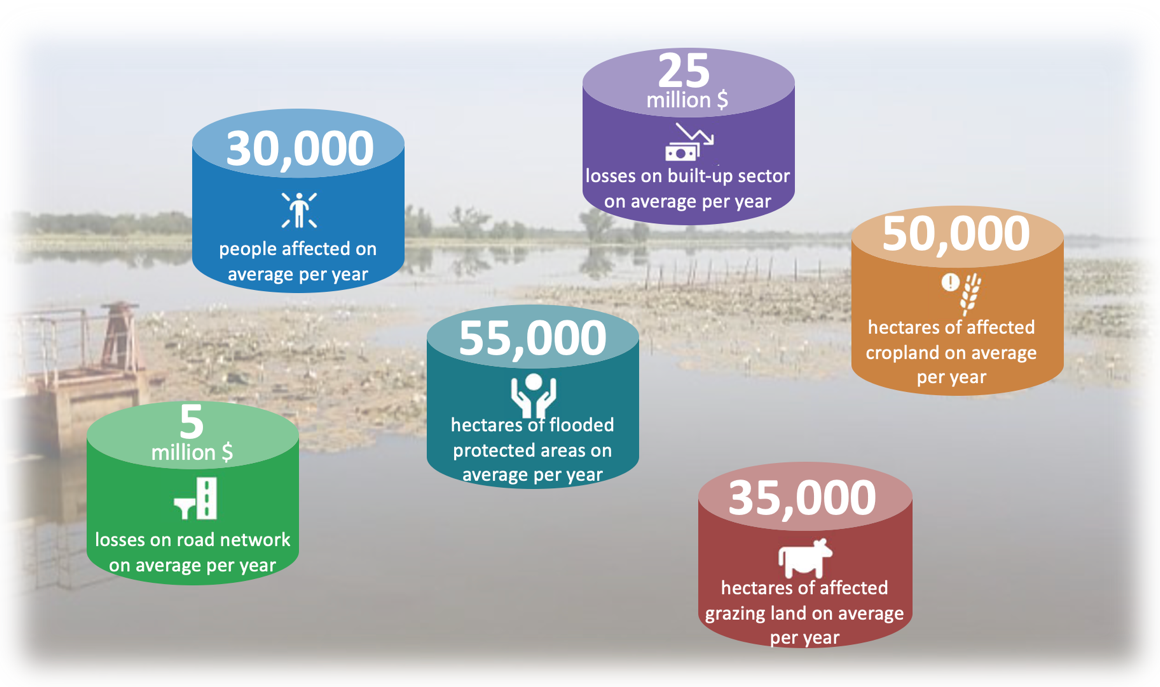 25
million $
losses on built-up sector
on average per year
30,000
people affected on
average per year
50,000
hectares of affected
cropland on average
per year
55,000
hectares of flooded
protected areas on
average per year
5
million $
losses on road network
on average per year
35,000
hectares of affected
grazing land on average
per year